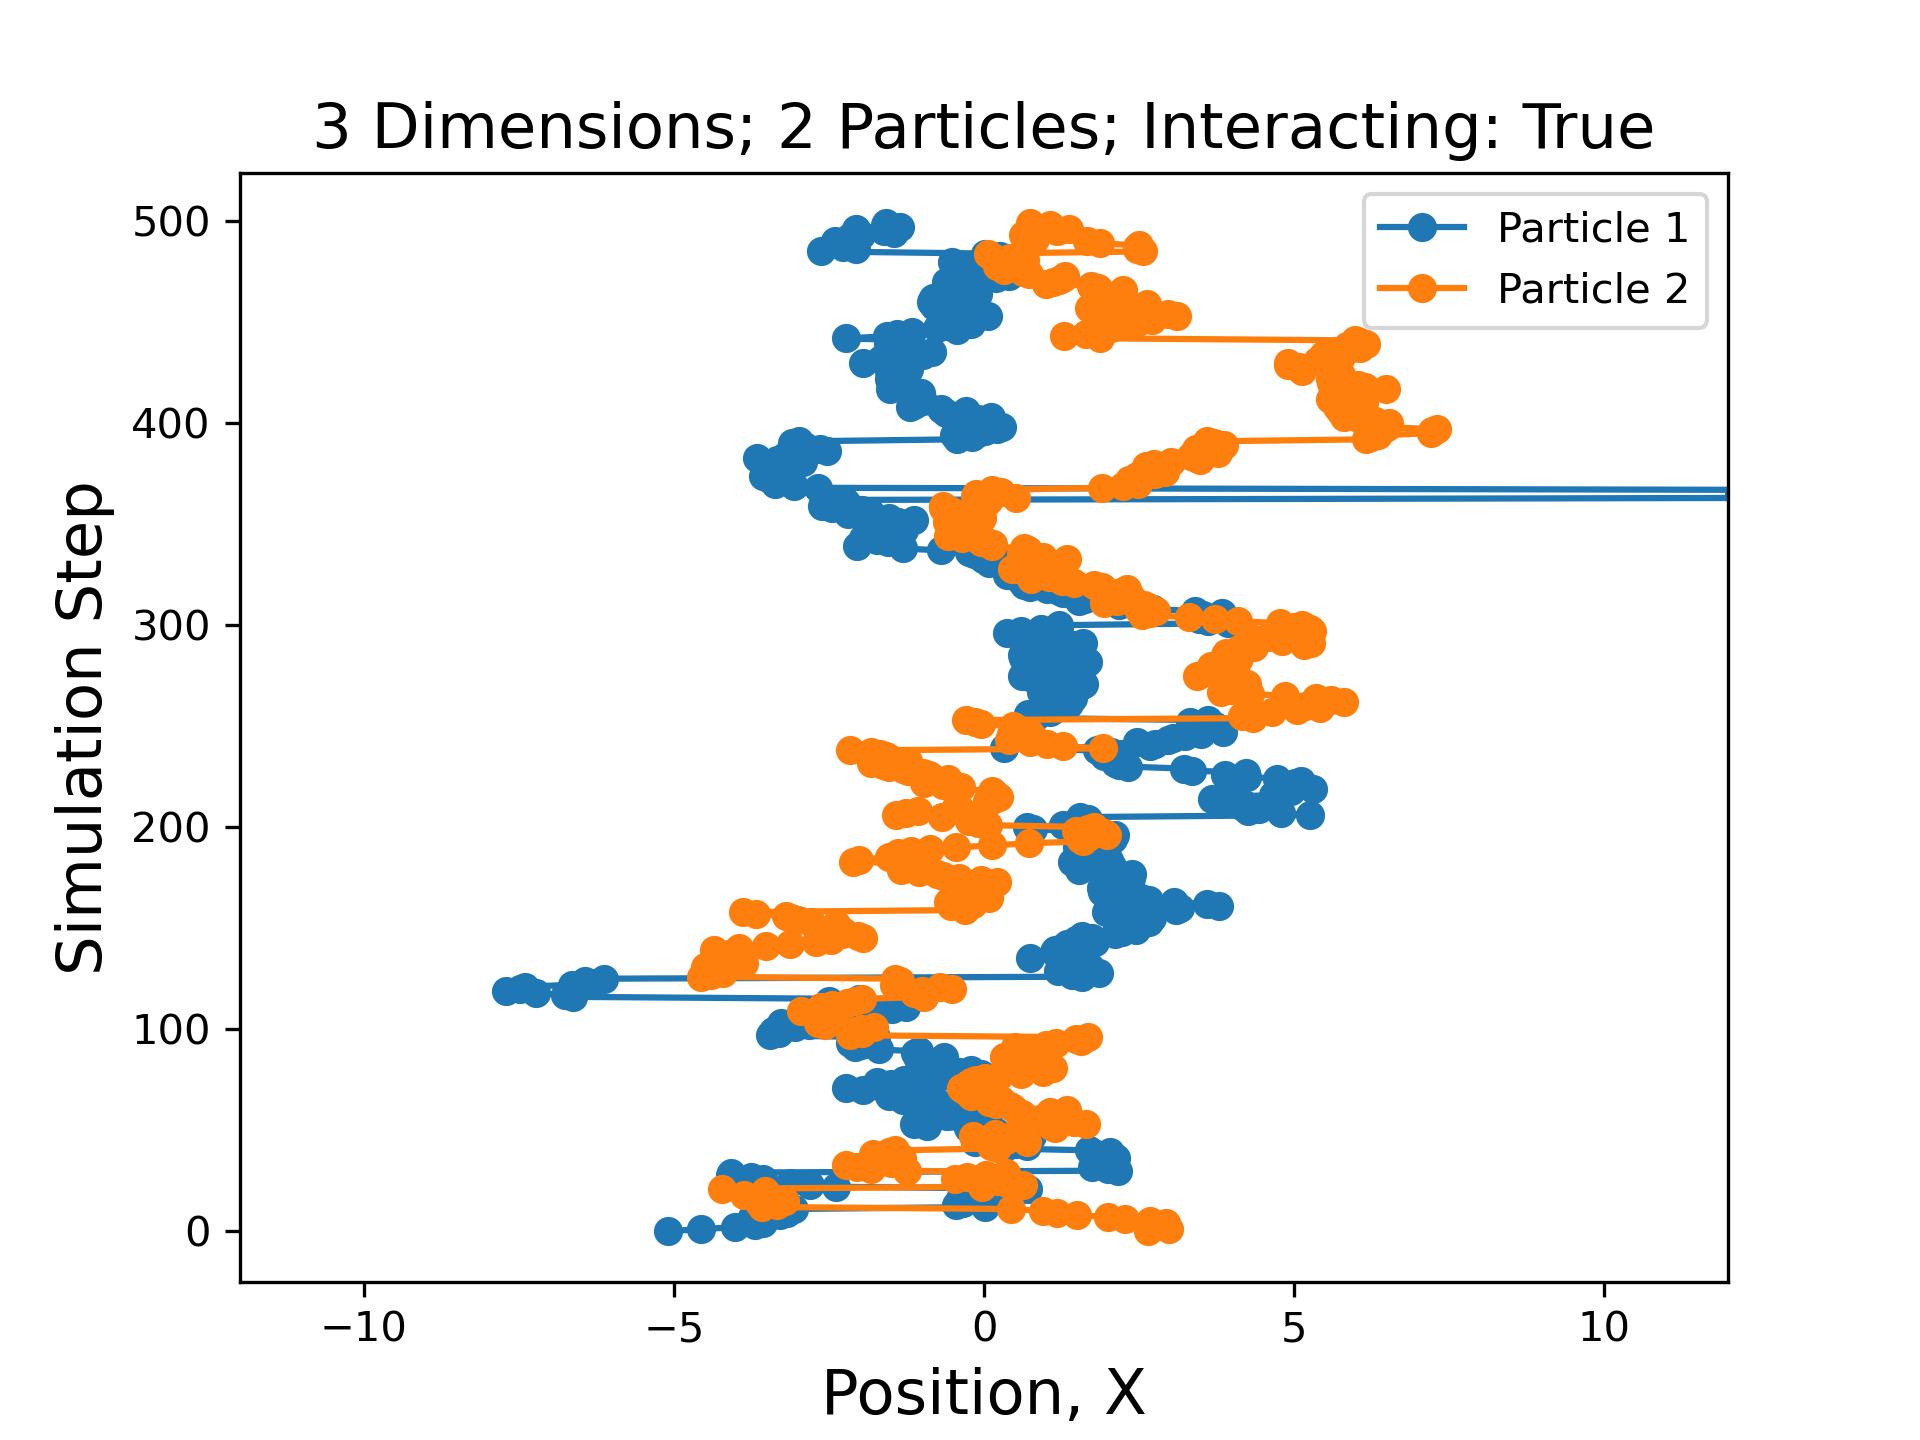 3 Dimensions; 2 Particles; Interacting: True
Particle 1
Particle 2
Simulation Step
500
400
300
200
100
0
−10
−5
0
5
10
Position, X